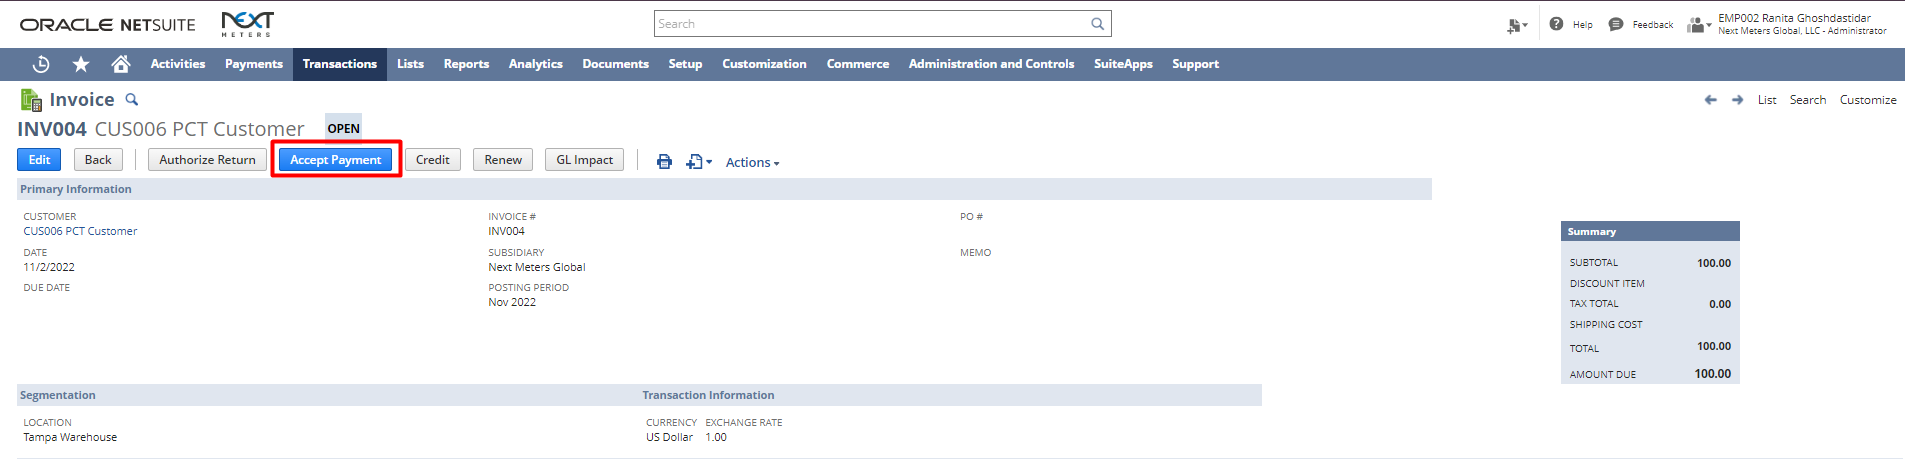 ORACLE NETSUITE NEXT METERS Search Help Feedback EMP002 Ranita Ghoshdastidar
Next Meters Global, LLC - Administrator
Activities Payments Transactions Lists Reports Analytics Documents Setup Customization Commerce Administration and Controls SuiteApps Support
Invoice List Search Customize
INV004 CUS006 PCT Customer OPEN
Edit Back Authorize Return Accept Payment Credit Renew GL Impact Actions
Primary Information
CUSTOMER
CUS006 PCT Customer
DATE
11/2/2022
DUE DATE
INVOICE #
INV004
SUBSIDIARY
Next Meters Global
POSTING PERIOD
Nov 2022
PO #
MEMO
Summary
SUBTOTAL 100.00
DISCOUNT ITEM
TAX TOTAL 0.00
SHIPPING COST
TOTAL 100.00
AMOUNT DUE 100.00
Segmentation
LOCATION
Tampa Warehouse
Transaction Information
CURRENCY EXCHANGE RATE
US Dollar 1.00